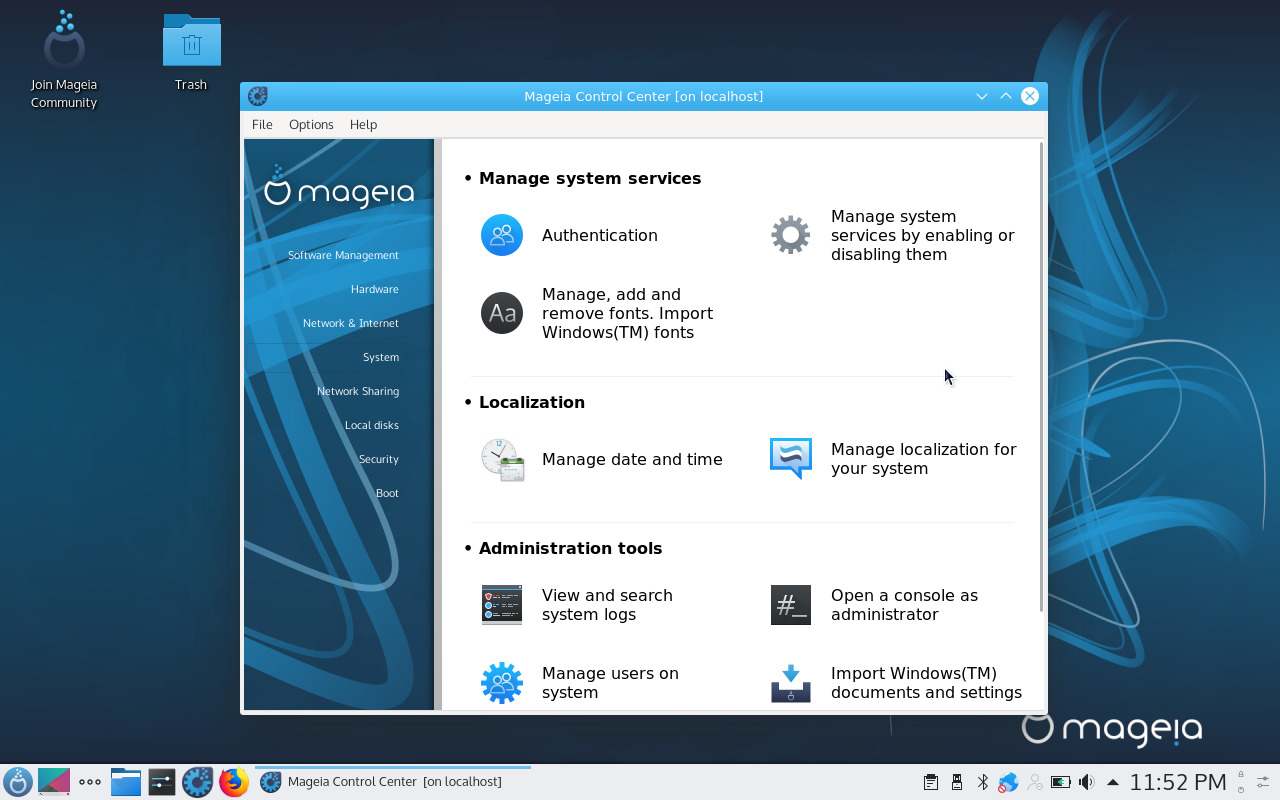 Join Mageia
Community
Trash
Mageia Control Center [on localhost]
File Options Help
mageia
Software Management
Hardware
Network & Internet
System
Network Sharing
Local disks
Security
Boot
• Manage system services
Authentication
Manage system
services by enabling or
disabling them
Aa
Manage, add and
remove fonts. Import
Windows(TM) fonts
• Localization
12
Manage date and time
Manage localization for
your system
• Administration tools
View and search
system logs
#_
Open a console as
administrator
Manage users on
system
Import Windows(TM)
documents and settings
mageia
Mageia Control Center [on localhost]
11:52 PM